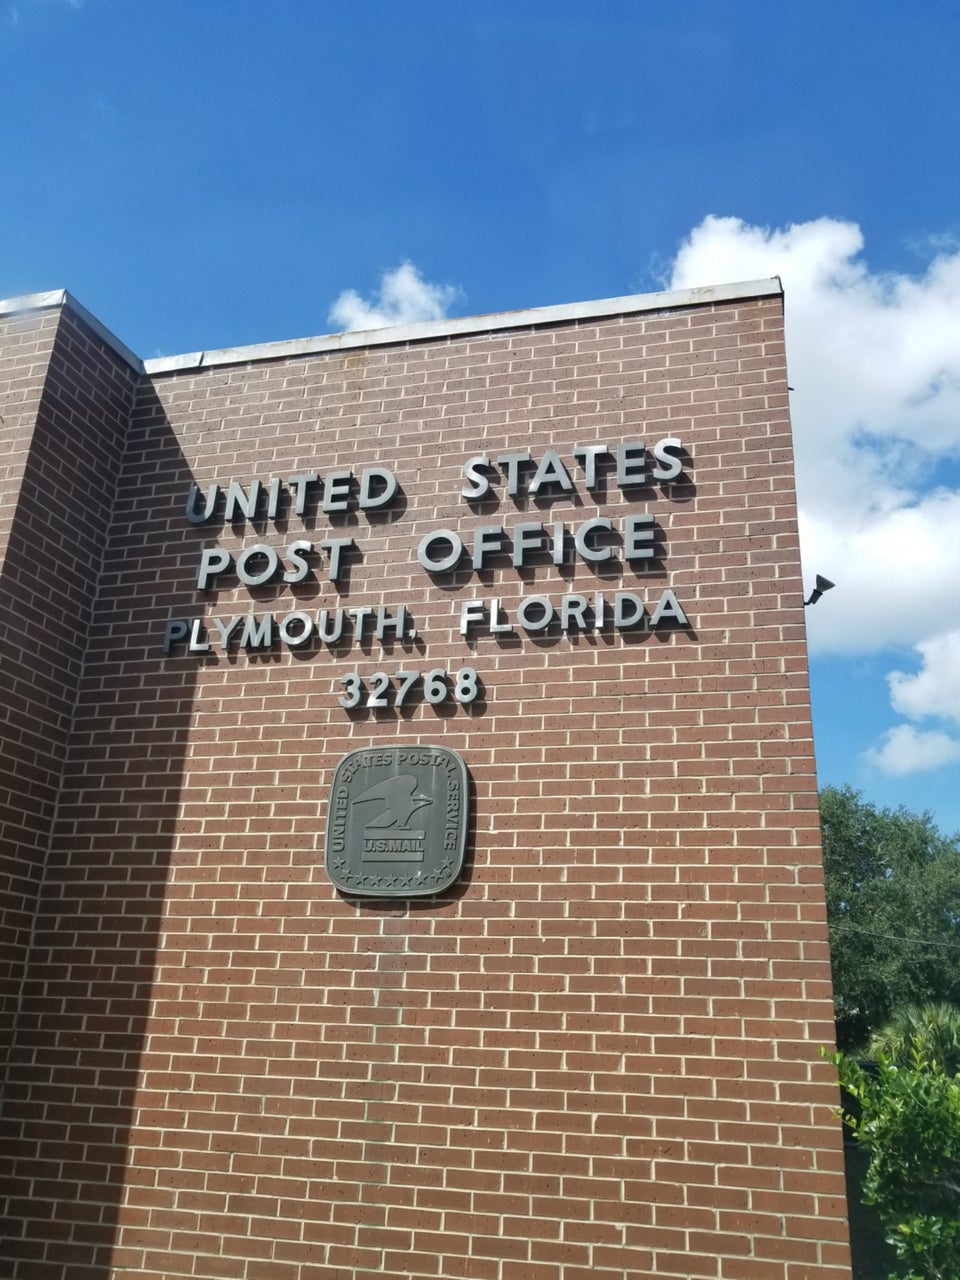 UNITED STATES
POST OFFICE
PLYMOUTH, FLORIDA
32768
UNITED STATES POSTAL SERVICE
U.S.MAIL